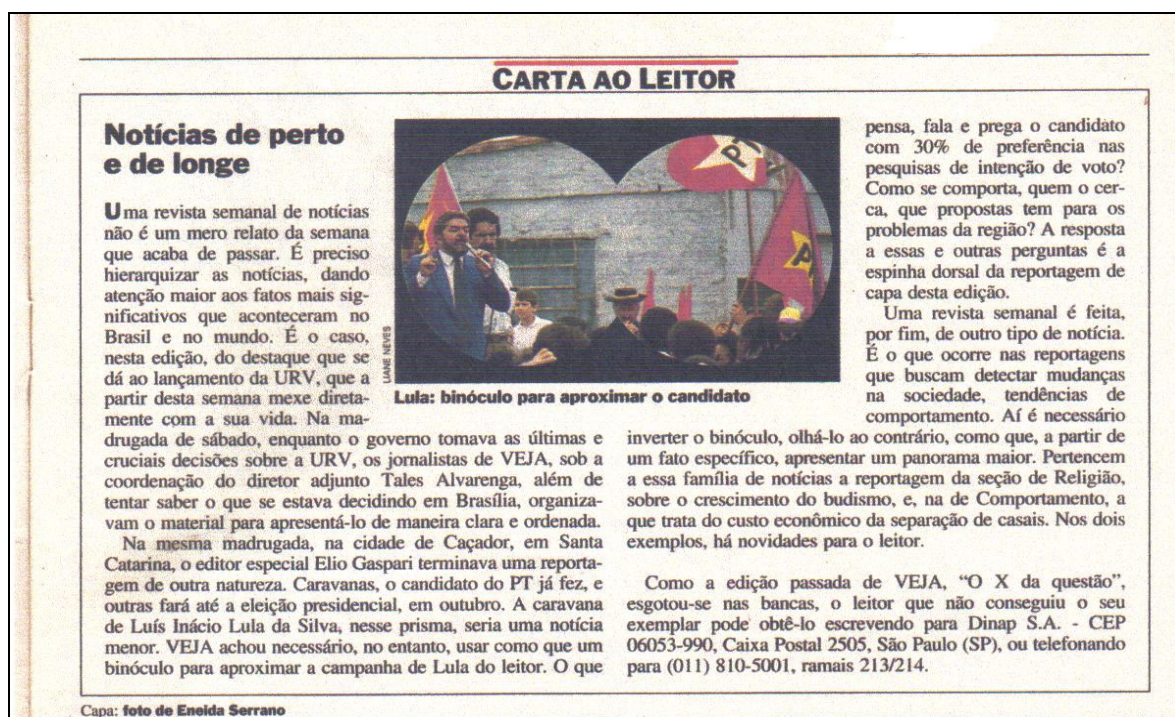 CARTA AO LEITOR
Notícias de perto
e de longe
Uma revista semanal de notícias
não é um mero relato da semana
que acaba de passar. É preciso
hierarquizar as notícias, dando
atenção maior aos fatos mais sig-
nificativos que aconteceram no
Brasil e no mundo. É o caso,
nesta edição, do destaque que se
dá ao lançamento da URV, que a
partir desta semana mexe direta-
mente com a sua vida. Na ma-
drugada de sábado, enquanto o governo tomava as últimas e
cruciais decisões sobre a URV, os jornalistas de VEJA, sob a
coordenação do diretor adjunto Tales Alvarenga, além de
tentar saber o que se estava decidindo em Brasília, organiza-
vam o material para apresentá-lo de maneira clara e ordenada.
Na mesma madrugada, na cidade de Caçador, em Santa
Catarina, o editor especial Elio Gaspari terminava uma reporta-
gem de outra natureza. Caravanas, o candidato do PT já fez, e
outras fará até a eleição presidencial, em outubro. A caravana
de Luís Inácio Lula da Silva, nesse prisma, seria uma notícia
menor. VEJA achou necessário, no entanto, usar como que um
binóculo para aproximar a campanha de Lula do leitor. O que
PT
PT
LIANE NEVES
Lula: binóculo para aproximar o candidato
pensa, fala e prega o candidato
com 30% de preferência nas
pesquisas de intenção de voto?
Como se comporta, quem o cer-
ca, que propostas tem para os
problemas da região? A resposta
a essas e outras perguntas é a
espinha dorsal da reportagem de
capa desta edição.
Uma revista semanal é feita,
por fim, de outro tipo de notícia.
É o que ocorre nas reportagens
que buscam detectar mudanças
na sociedade, tendências de
comportamento. Aí é necessário
inverter o binóculo, olhá-lo ao contrário, como que, a partir de
um fato específico, apresentar um panorama maior. Pertencem
a essa família de notícias a reportagem da seção de Religião,
sobre o crescimento do budismo, e, na de Comportamento, a
que trata do custo econômico da separação de casais. Nos dois
exemplos, há novidades para o leitor.
Como a edição passada de VEJA, “O X da questão”,
esgotou-se nas bancas, o leitor que não conseguiu o seu
exemplar pode obtê-lo escrevendo para Dinap S.A. - CEP
06053-990, Caixa Postal 2505, São Paulo (SP), ou telefonando
para (011) 810-5001, ramais 213/214.
Capa: foto de Eneida Serrano